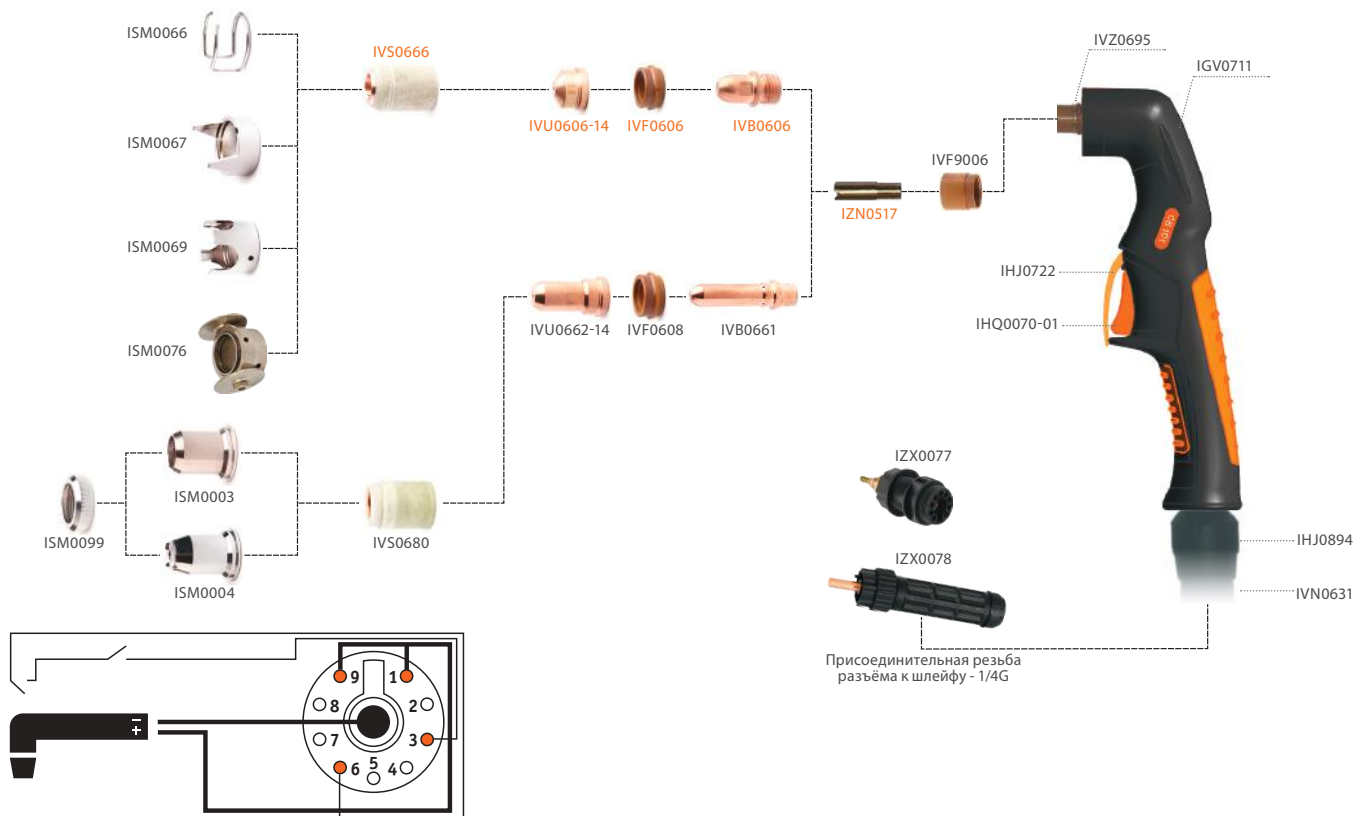 ISM0066
IVS0666
IVZ0695
IGV0711
ISM0067
IVU0606-14
IVF0606
IVB0606
IVF9006
IZN0517
ISM0069
IHJ0722
IHQ0070-01
ISM0076
IVU0662-14
IVF0608
IVB0661
CS 101
ISM0003
IZX0077
ISM0099
IVS0680
IHJ0894
ISM0004
IZX0078
IVN0631
Присоединительная резьба
разъёма к шлейфу - 1/4G
9
1
8
2
−
+
7
3
6
5
4